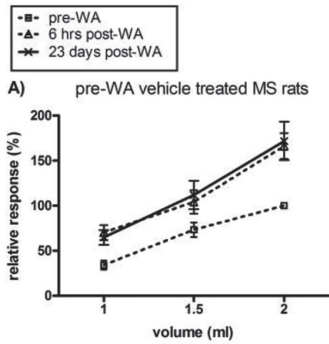 pre-WA
6 hrs post-WA
23 days post-WA
A) pre-WA vehicle treated MS rats
relative response (%)
200
150
100
50
0
1 1.5 2
volume (ml)